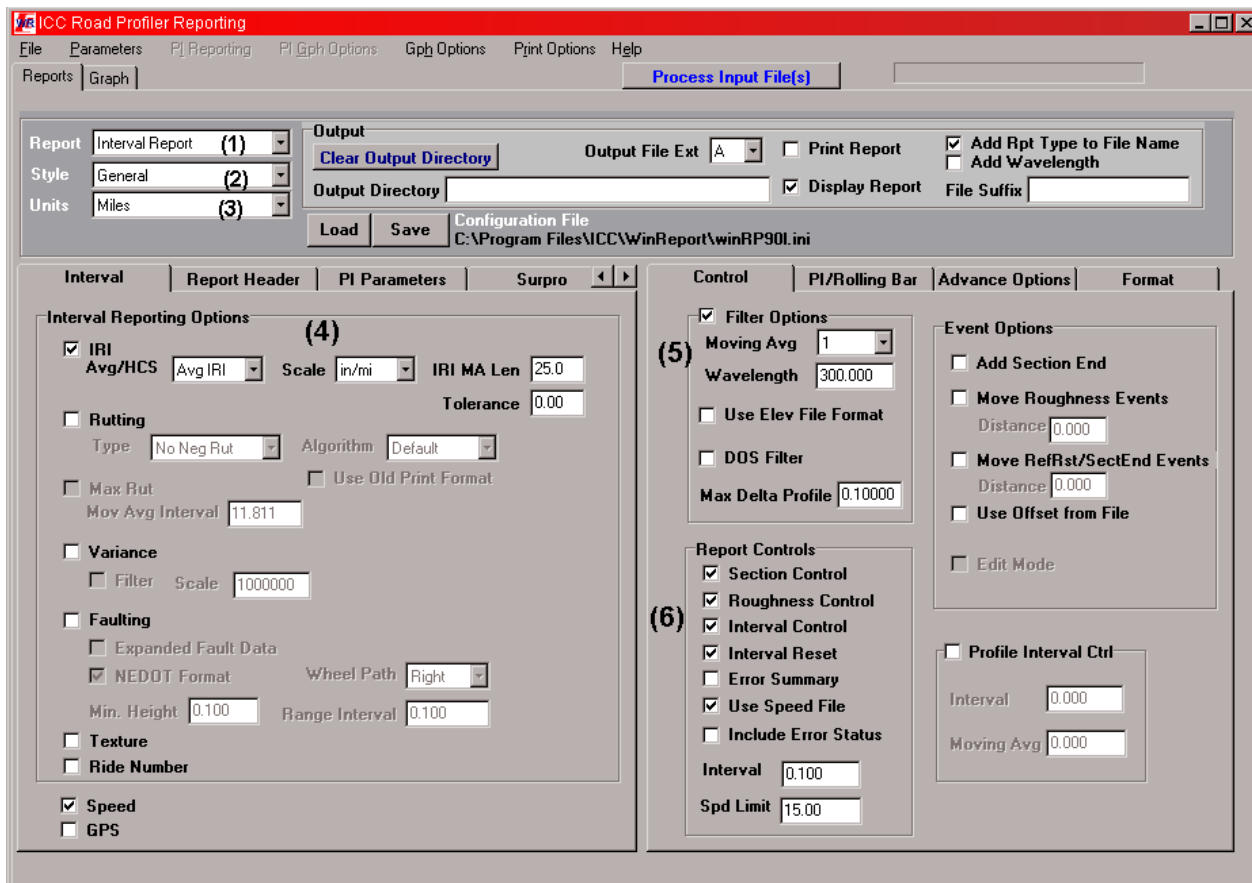 WR ICC Road Profiler Reporting
File Parameters PI Reporting PI Gph Options Gph Options Print Options Help
Reports Graph Process Input File(s)
Report Interval Report (1)
Style General (2)
Units Miles (3)
Output
Clear Output Directory Output File Ext A Print Report Add Rpt Type to File Name
Add Wavelength
Output Directory Display Report File Suffix
Load Save Configuration File
C:\Program Files\ICC\WinReport\winRP90I.ini
Interval Report Header PI Parameters Surpro
Interval Reporting Options (4)
IRI
Avg/HCS Avg IRI Scale in/mi IRI MA Len 25.0
Tolerance 0.00
Rutting
Type No Neg Rut Algorithm Default
Use Old Print Format
Max Rut
Mov Avg Interval 11.811
Variance
Filter Scale 1000000
Faulting
Expanded Fault Data
NEDOT Format Wheel Path Right
Min. Height 0.100 Range Interval 0.100
Texture
Ride Number
Speed
GPS
Control PI/Rolling Bar Advance Options Format
Filter Options
(5) Moving Avg 1
Wavelength 300.000
Use Elev File Format
DOS Filter
Max Delta Profile 0.10000
Report Controls
Section Control
Roughness Control
(6) Interval Control
Interval Reset
Error Summary
Use Speed File
Include Error Status
Interval 0.100
Spd Limit 15.00
Event Options
Add Section End
Move Roughness Events
Distance 0.000
Move RefRst/SectEnd Events
Distance 0.000
Use Offset from File
Edit Mode
Profile Interval Ctrl
Interval 0.000
Moving Avg 0.000